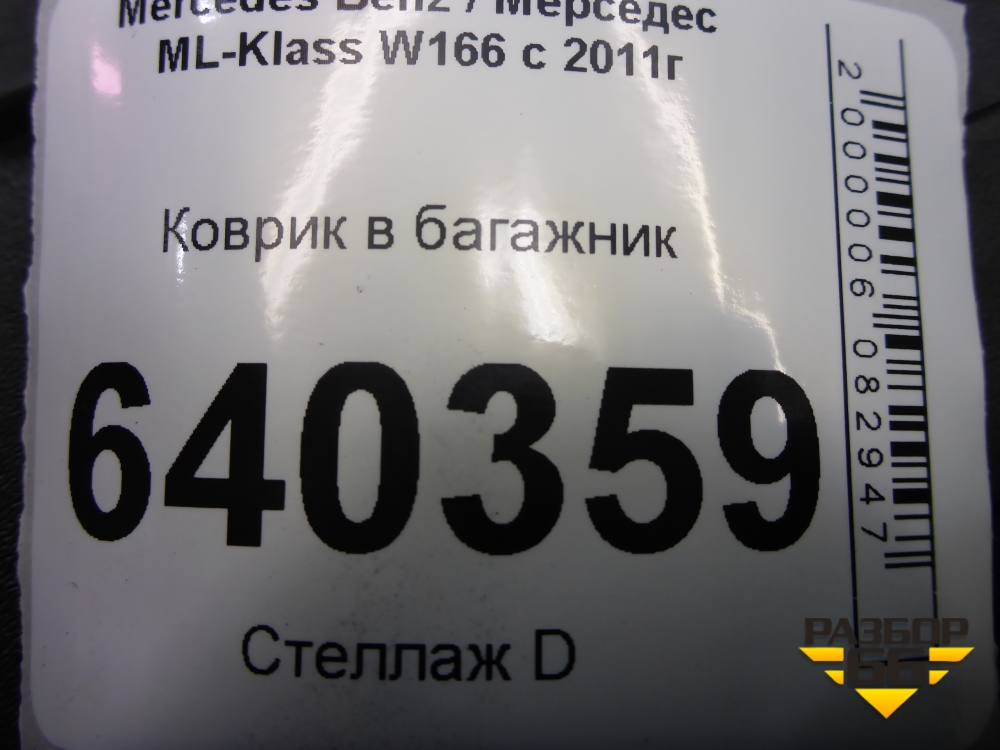 Mercedes Benz / Мерседес
ML-Klass W166 с 2011г
Коврик в багажник
640359
Стеллаж D
2000006082947
РАЗБОР
66